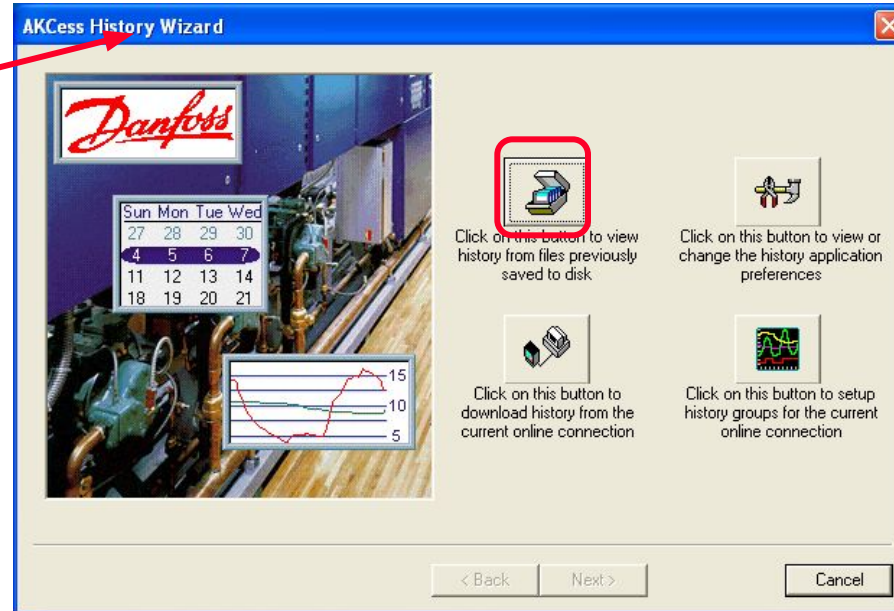 AKCess History Wizard
Danfoss
Sun Mon Tue Wed
27 28 29 30
4 5 6 7
11 12 13 14
18 19 20 21
15
10
5
Click on this button to view
history from files previously
saved to disk
Click on this button to view or
change the history application
preferences
Click on this button to
download history from the
current online connection
Click on this button to setup
history groups for the current
online connection
< Back
Next >
Cancel